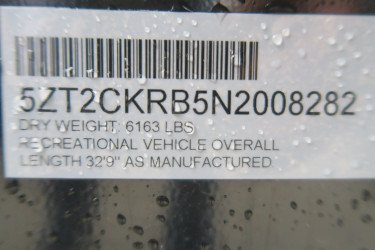 5ZT2CKRB5N2008282
DRY WEIGHT: 6163 LBS
RECREATIONAL VEHICLE OVERALL
LENGTH 32'9" AS MANUFACTURED